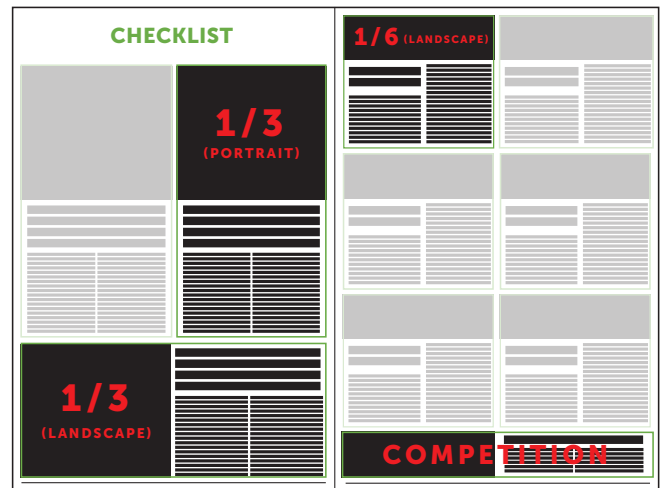 CHECKLIST
1/3
(PORTRAIT)
1/3
(LANDSCAPE)
1/6 (LANDSCAPE)
COMPETITION